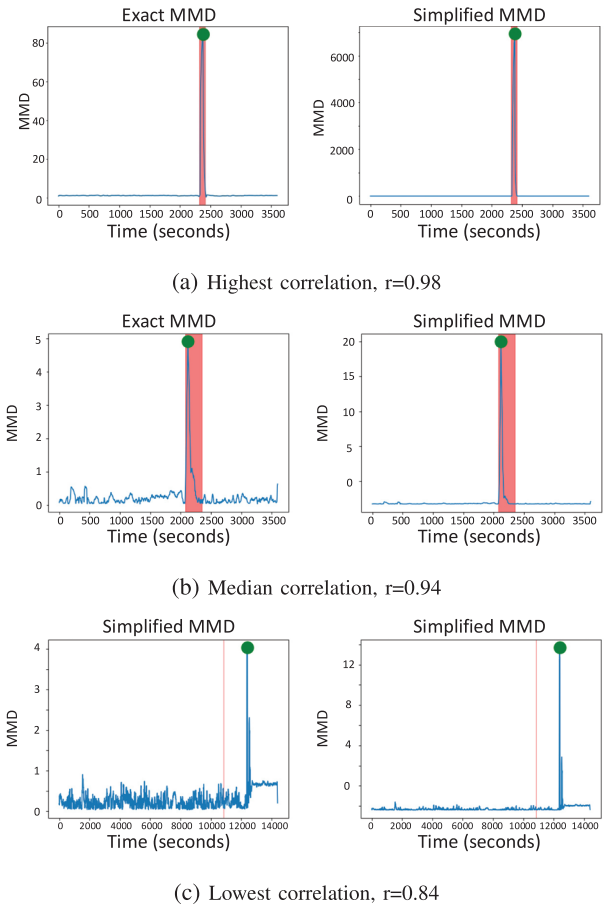 Exact MMD
Simplified MMD
MMD
80
60
40
20
0
0 500 1000 1500 2000 2500 3000 3500
Time (seconds)
MMD
6000
4000
2000
0
0 500 1000 1500 2000 2500 3000 3500
Time (seconds)
(a) Highest correlation, r=0.98
Exact MMD
Simplified MMD
MMD
5
4
3
2
1
0
0 500 1000 1500 2000 2500 3000 3500
Time (seconds)
MMD
20
15
10
5
0
0 500 1000 1500 2000 2500 3000 3500
Time (seconds)
(b) Median correlation, r=0.94
Simplified MMD
Simplified MMD
MMD
4
3
2
1
0
0 2000 4000 6000 8000 10000 12000 14000
Time (seconds)
MMD
12
8
4
0
0 2000 4000 6000 8000 10000 12000 14000
Time (seconds)
(c) Lowest correlation, r=0.84